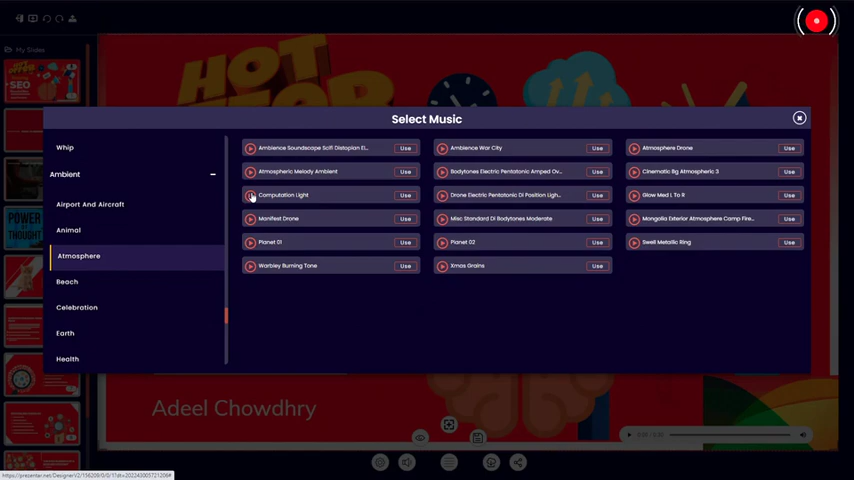 My Slides
HOT
OFFER
SEO
POWER
OF
THOUGHT
Select Music
Whip
Ambient
Airport And Aircraft
Animal
Atmosphere
Beach
Celebration
Earth
Health
Ambience Soundscape Scifi Distopian El... Use
Ambience War City Use
Atmosphere Drone Use
Atmospheric Melody Ambient Use
Bodytones Electric Pentatonic Amped Ov... Use
Cinematic Bg Atmospheric 3 Use
Computation Light Use
Drone Electric Pentatonic Di Position Ligh... Use
Glow Med L To R Use
Manifest Drone Use
Misc Standard Di Bodytones Moderate Use
Mongolia Exterior Atmosphere Camp Fire... Use
Planet 01 Use
Planet 02 Use
Swell Metallic Ring Use
Warbley Burning Tone Use
Xmas Grains Use
Adeel Chowdhry